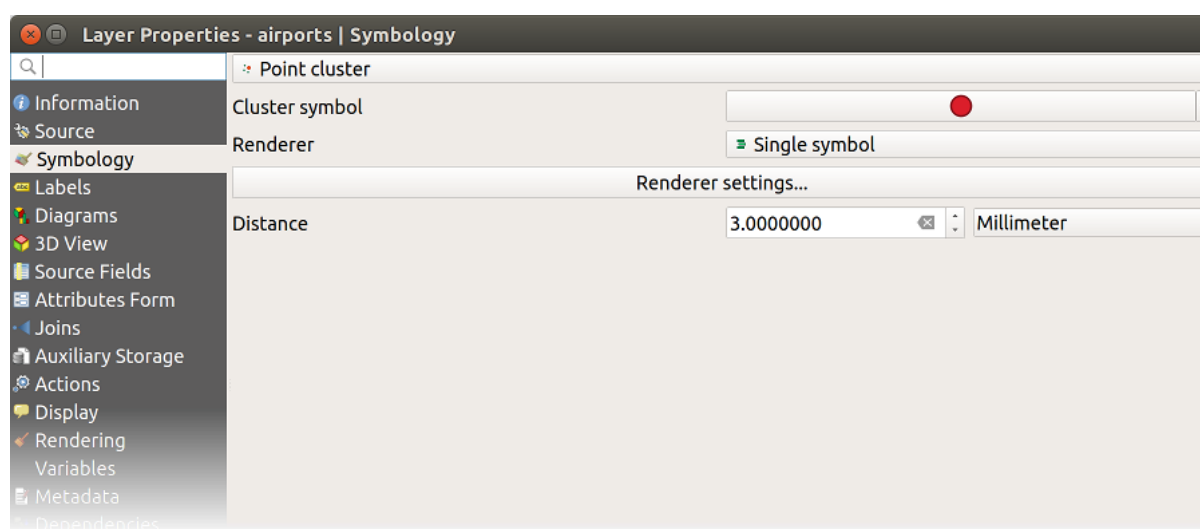 Layer Properties - airports | Symbology
Point cluster
Information
Cluster symbol
Source
Renderer
Single symbol
Symbology
Labels
Renderer settings...
Diagrams
Distance
3.0000000
Millimeter
3D View
Source Fields
Attributes Form
Joins
Auxiliary Storage
Actions
Display
Rendering
Variables
Metadata
Dependencies